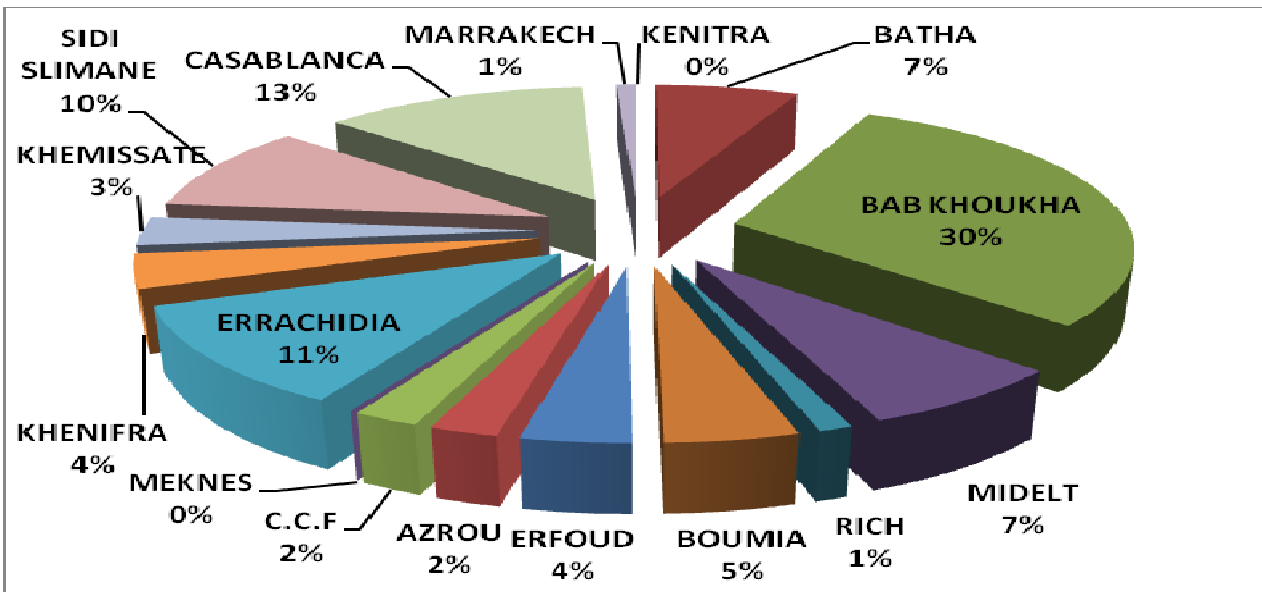 SIDI
SLIMANE
10%
CASABLANCA
13%
MARRAKECH
1%
KENITRA
0%
BATHA
7%
KHEMISSATE
3%
BAB KHOUKHA
30%
ERRACHIDIA
11%
KHENIFRA
4%
MEKNES
0%
C.C.F
2%
AZROU
2%
ERFOUD
4%
BOUMIA
5%
RICH
1%
MIDELT
7%